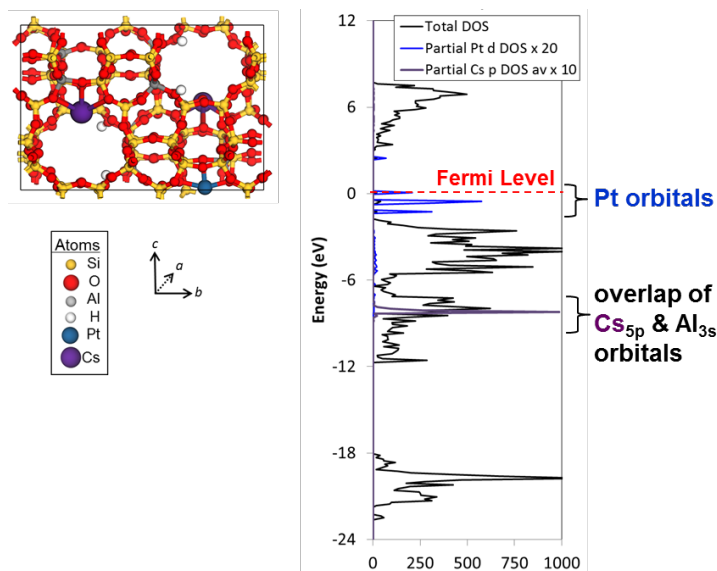 c
a
b
Atoms
Si
O
Al
H
Pt
Cs
Total DOS
Partial Pt d DOS x 20
Partial Cs p DOS av x 10
12
6
0
-6
-12
-18
-24
Energy (eV)
Fermi Level
Pt orbitals
overlap of
Cs5p & Al3s
orbitals
0
250
500
750
1000